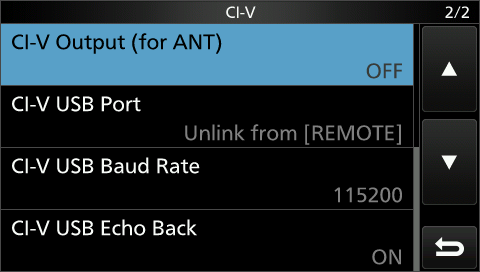 CI-V 2/2
CI-V Output (for ANT)
OFF
CI-V USB Port
Unlink from [REMOTE]
CI-V USB Baud Rate
115200
CI-V USB Echo Back
ON